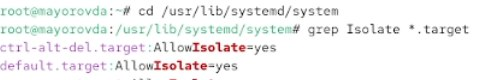 root@mayorovda:~# cd /usr/lib/systemd/system
root@mayorovda:/usr/lib/systemd/system# grep Isolate *.target
ctrl-alt-del.target:AllowIsolate=yes
default.target:AllowIsolate=yes